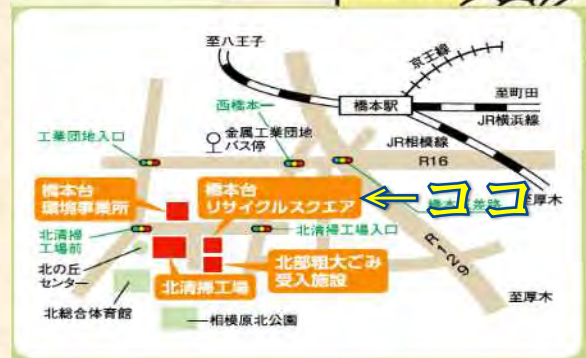 至八王子
京王線
橋本駅
至町田
JR横浜線
西橋本一
工業団地入口
金属工業団地
バス停
JR相模線
R16
橋本台
環境事業所
橋本台
リサイクルスクエア
ココ
至厚木
北清掃
工場前
北清掃工場入口
北の丘
センター
北清掃工場
北部粗大ごみ
受入施設
R129
至厚木
北総合体育館
相模原北公園